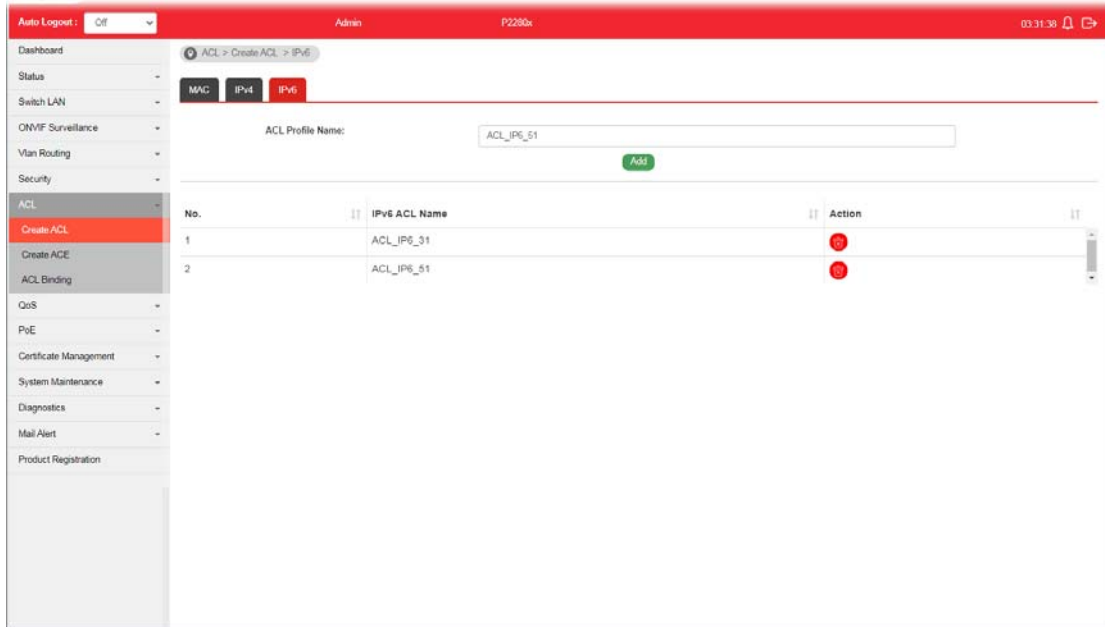 Auto Logout : Off Admin P2280x 03:31:38
Dashboard
Status
Switch LAN
ONVIF Surveillance
Vlan Routing
Security
ACL
Create ACL
Create ACE
ACL Binding
QoS
PoE
Certificate Management
System Maintenance
Diagnostics
Mail Alert
Product Registration
ACL > Create ACL > IPv6
MAC IPv4 IPv6
ACL Profile Name: ACL_IP6_51
Add
No. IPv6 ACL Name Action
1 ACL_IP6_31
2 ACL_IP6_51